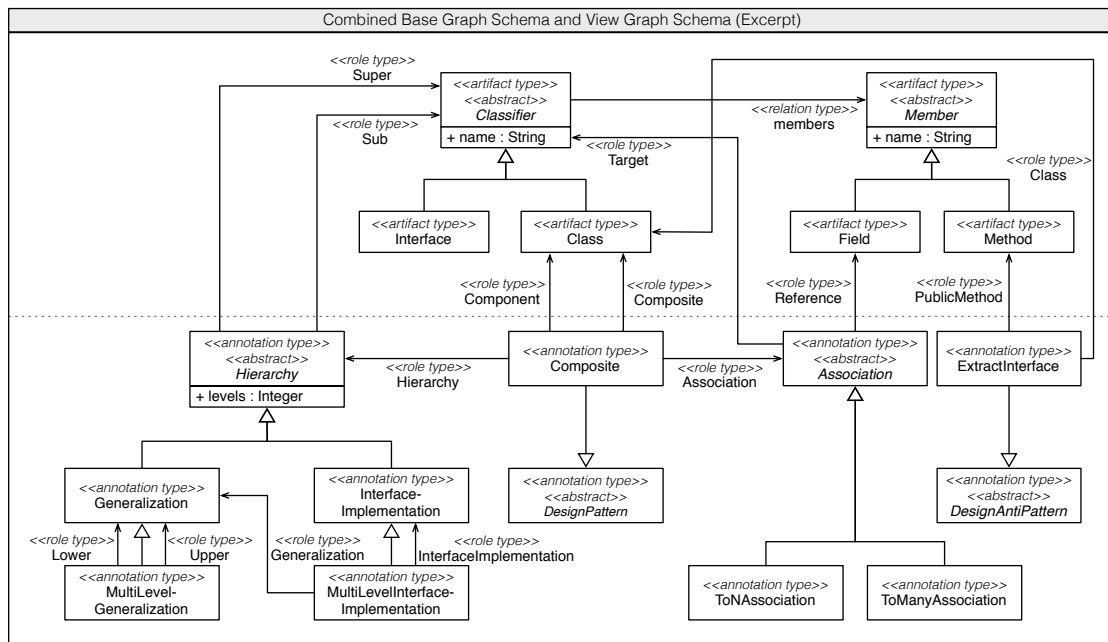 Combined Base Graph Schema and View Graph Schema (Excerpt)
<<role type>>
Super
<<artifact type>>
<<abstract>>
Classifier
+ name : String
<<role type>>
Sub
<<relation types>>
members
<<artifact type>>
<<abstract>>
Member
+ name : String
<<role type>>
Target
<<role type>>
Class
<<artifact type>>
Interface
<<artifact type>>
Class
<<artifact type>>
Field
<<artifact type>>
Method
<<role type>>
Component
<<role type>>
Composite
<<role type>>
Reference
<<role type>>
PublicMethod
<<annotation type>>
<<abstract>>
Hierarchy
+ levels : Integer
<<role type>>
Hierarchy
<<annotation type>>
Composite
<<role type>>
Association
<<annotation type>>
<<abstract>>
Association
<<annotation type>>
ExtractInterface
<<annotation type>>
Generalization
<<annotation type>>
Interface-
Implementation
<<annotation type>>
<<abstract>>
DesignPattern
<<annotation type>>
<<abstract>>
DesignAntiPattern
<<role type>>
Lower
<<role type>>
Upper
<<role type>>
Generalization
<<role type>>
InterfaceImplementation
<<annotation type>>
MultiLevel-
Generalization
<<annotation type>>
MultiLevelInterface-
Implementation
<<annotation type>>
ToNAssociation
<<annotation type>>
ToManyAssociation